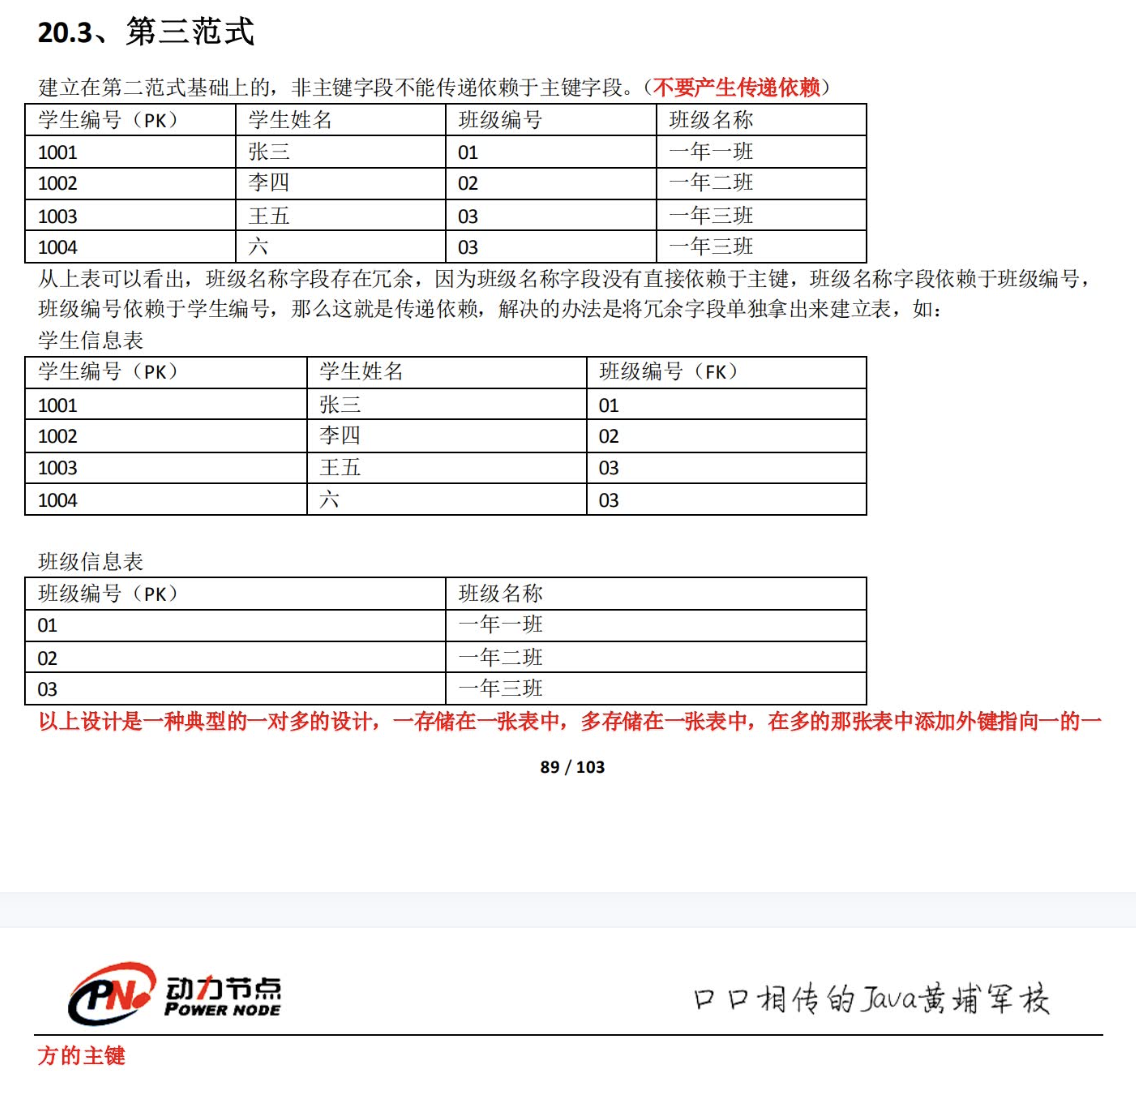 20.3、第三范式
建立在第二范式基础上的，非主键字段不能传递依赖于主键字段。（不要产生传递依赖）
学生编号（PK） 学生姓名 班级编号 班级名称
1001 张三 01 一年一班
1002 李四 02 一年二班
1003 王五 03 一年三班
1004 六 03 一年三班
从上表可以看出，班级名称字段存在冗余，因为班级名称字段没有直接依赖于主键，班级名称字段依赖于班级编号，
班级编号依赖于学生编号，那么这就是传递依赖，解决的办法是将冗余字段单独拿出来建立表，如：
学生信息表
学生编号（PK） 学生姓名 班级编号（FK）
1001 张三 01
1002 李四 02
1003 王五 03
1004 六 03
班级信息表
班级编号（PK） 班级名称
01 一年一班
02 一年二班
03 一年三班
以上设计是一种典型的一对多的设计，一存储在一张表中，多存储在一张表中，在多的那张表中添加外键指向一的一
89 / 103
PN 动力节点
POWER NODE
口口相传的Java黄埔军校
方的主键